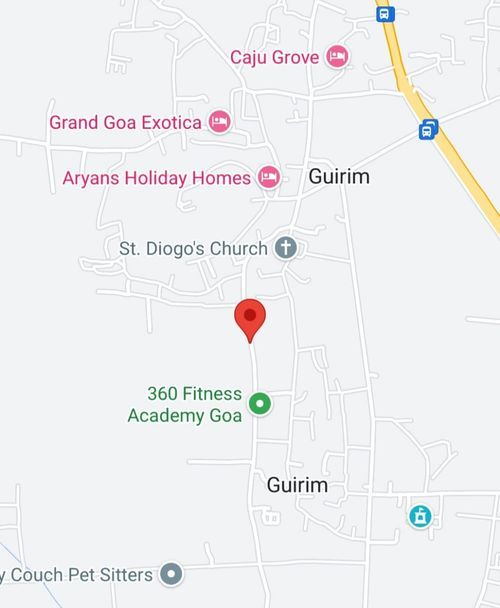 Caju Grove
Grand Goa Exotica
Aryans Holiday Homes
Guirim
St. Diogo's Church
360 Fitness
Academy Goa
Guirim
y Couch Pet Sitters